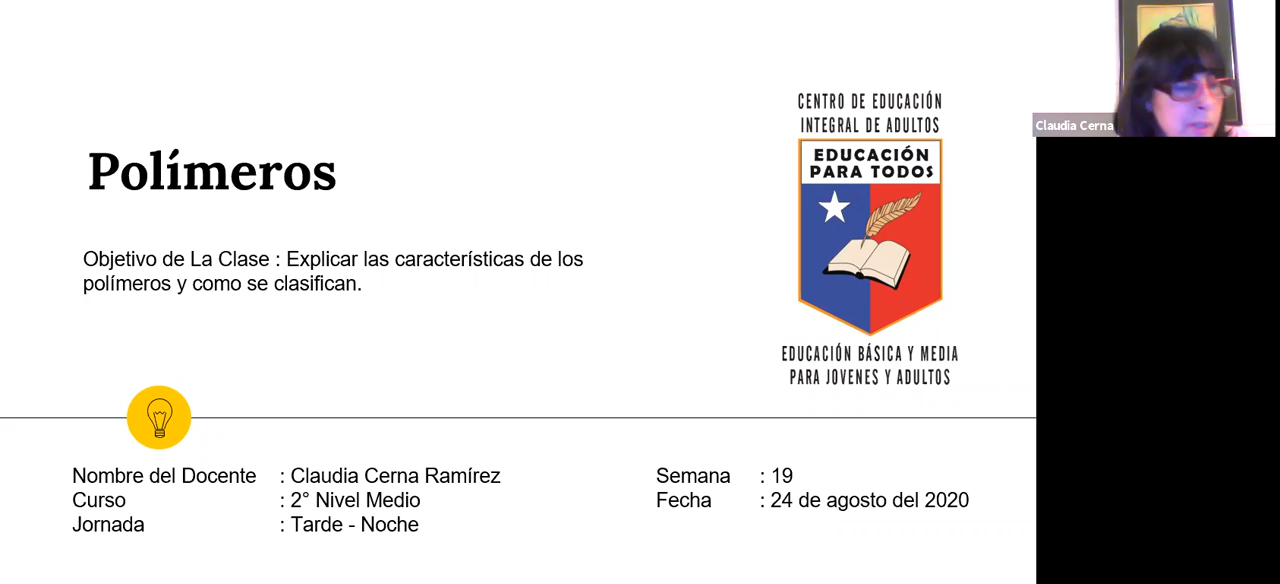 CENTRO DE EDUCACIÓN
INTEGRAL DE ADULTOS
EDUCACIÓN
PARA TODOS
EDUCACIÓN BÁSICA Y MEDIA
PARA JOVENES Y ADULTOS
Polímeros
Objetivo de La Clase : Explicar las características de los
polímeros y como se clasifican.
Nombre del Docente : Claudia Cerna Ramírez
Curso : 2° Nivel Medio
Jornada : Tarde - Noche
Semana : 19
Fecha : 24 de agosto del 2020
Claudia Cerna